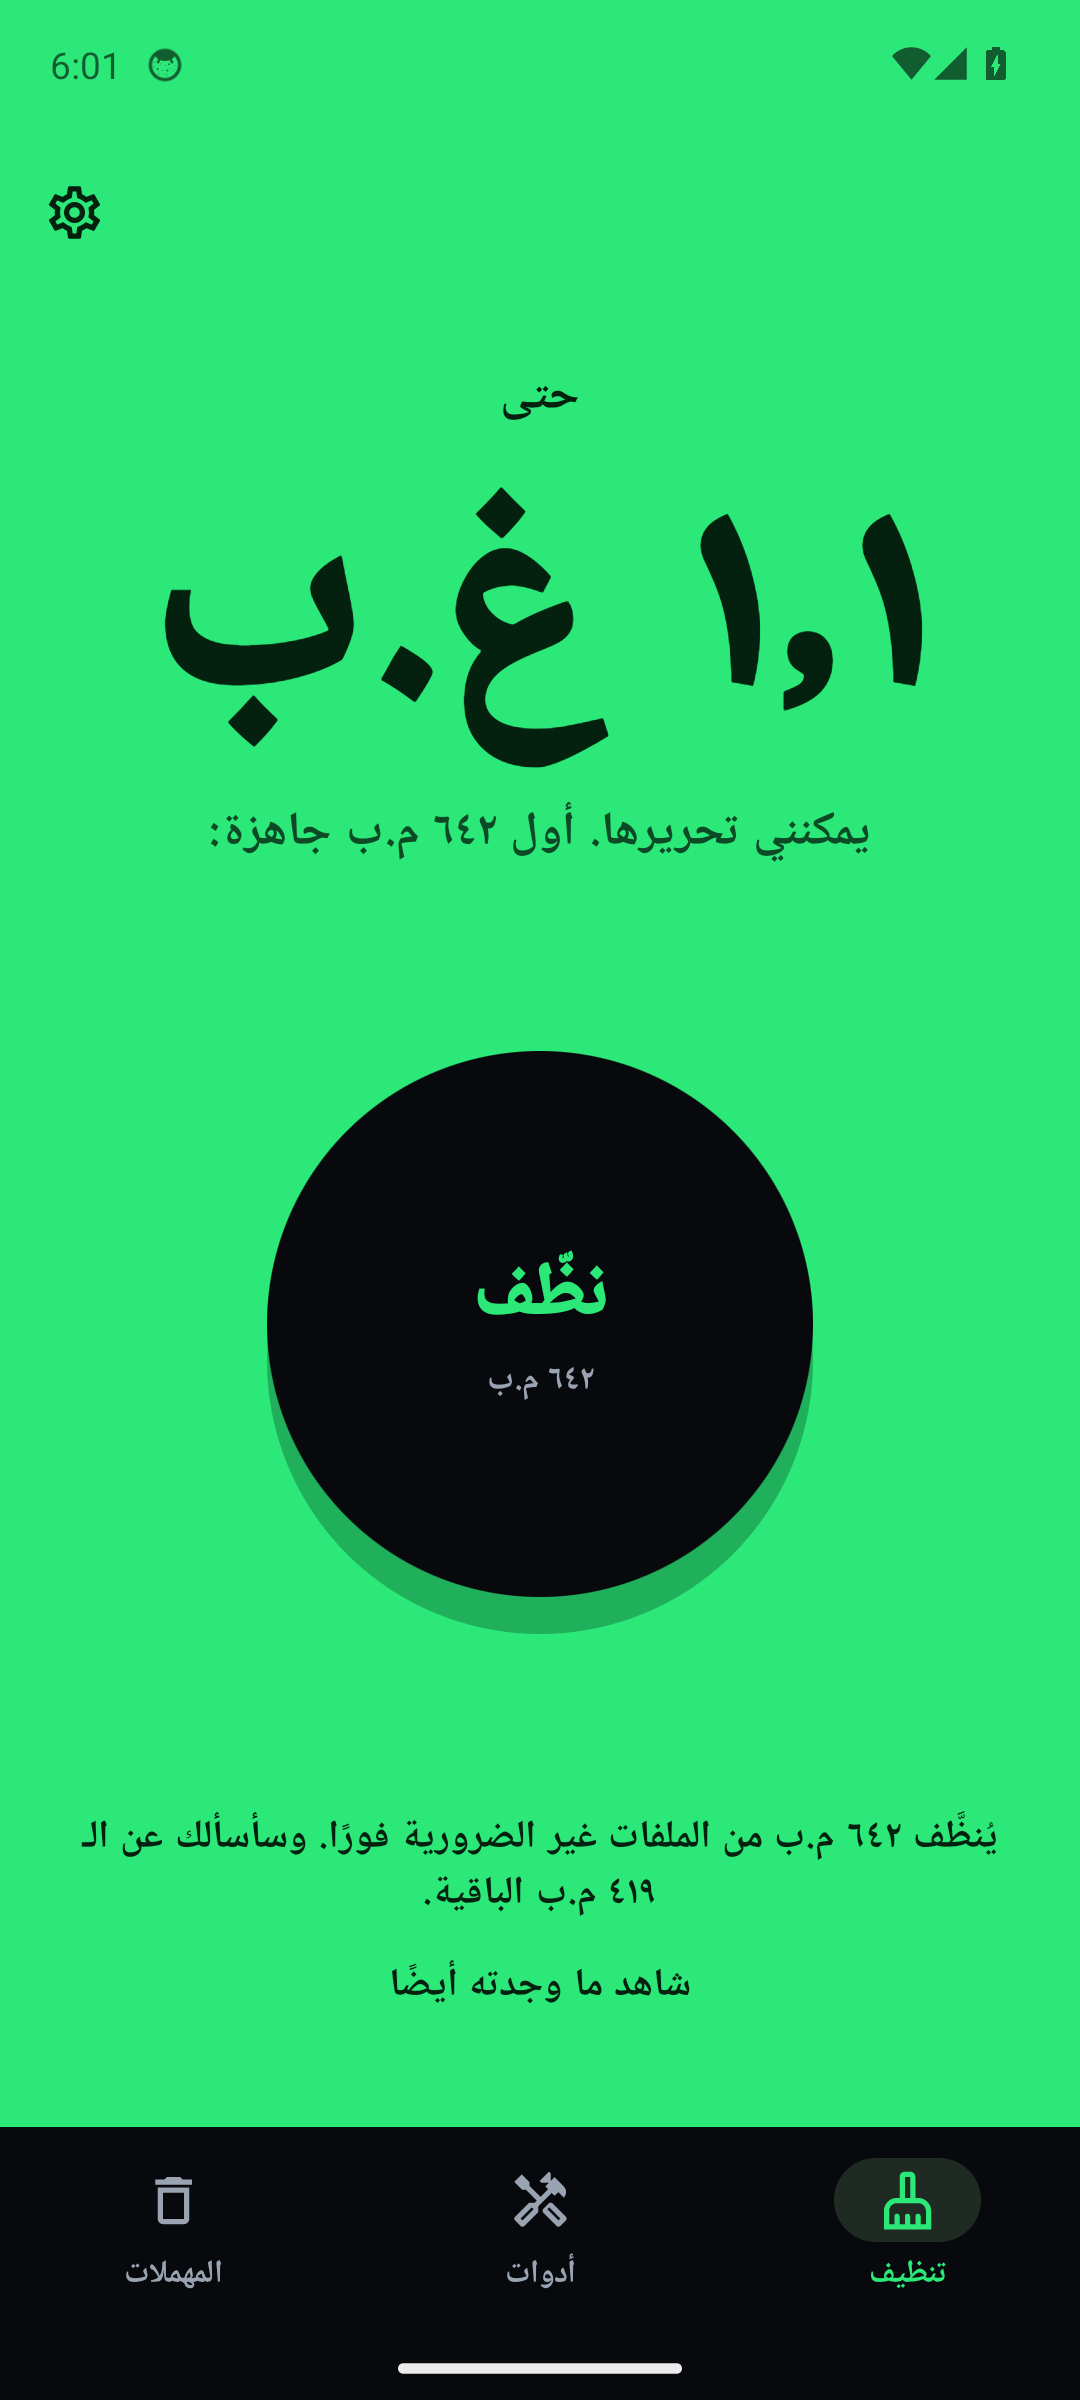 6:01
حتى
١,١ غ.ب
يمكنني تحريرها. أول ٦٤٢ م.ب جاهزة:
نظّف
٦٤٢ م.ب
يُنظَّف ٦٤٢ م.ب من الملفات غير الضرورية فورًا. وسأسألك عن الـ
٤١٩ م.ب الباقية.
شاهد ما وجدته أيضًا
تنظيف
أدوات
المهملات